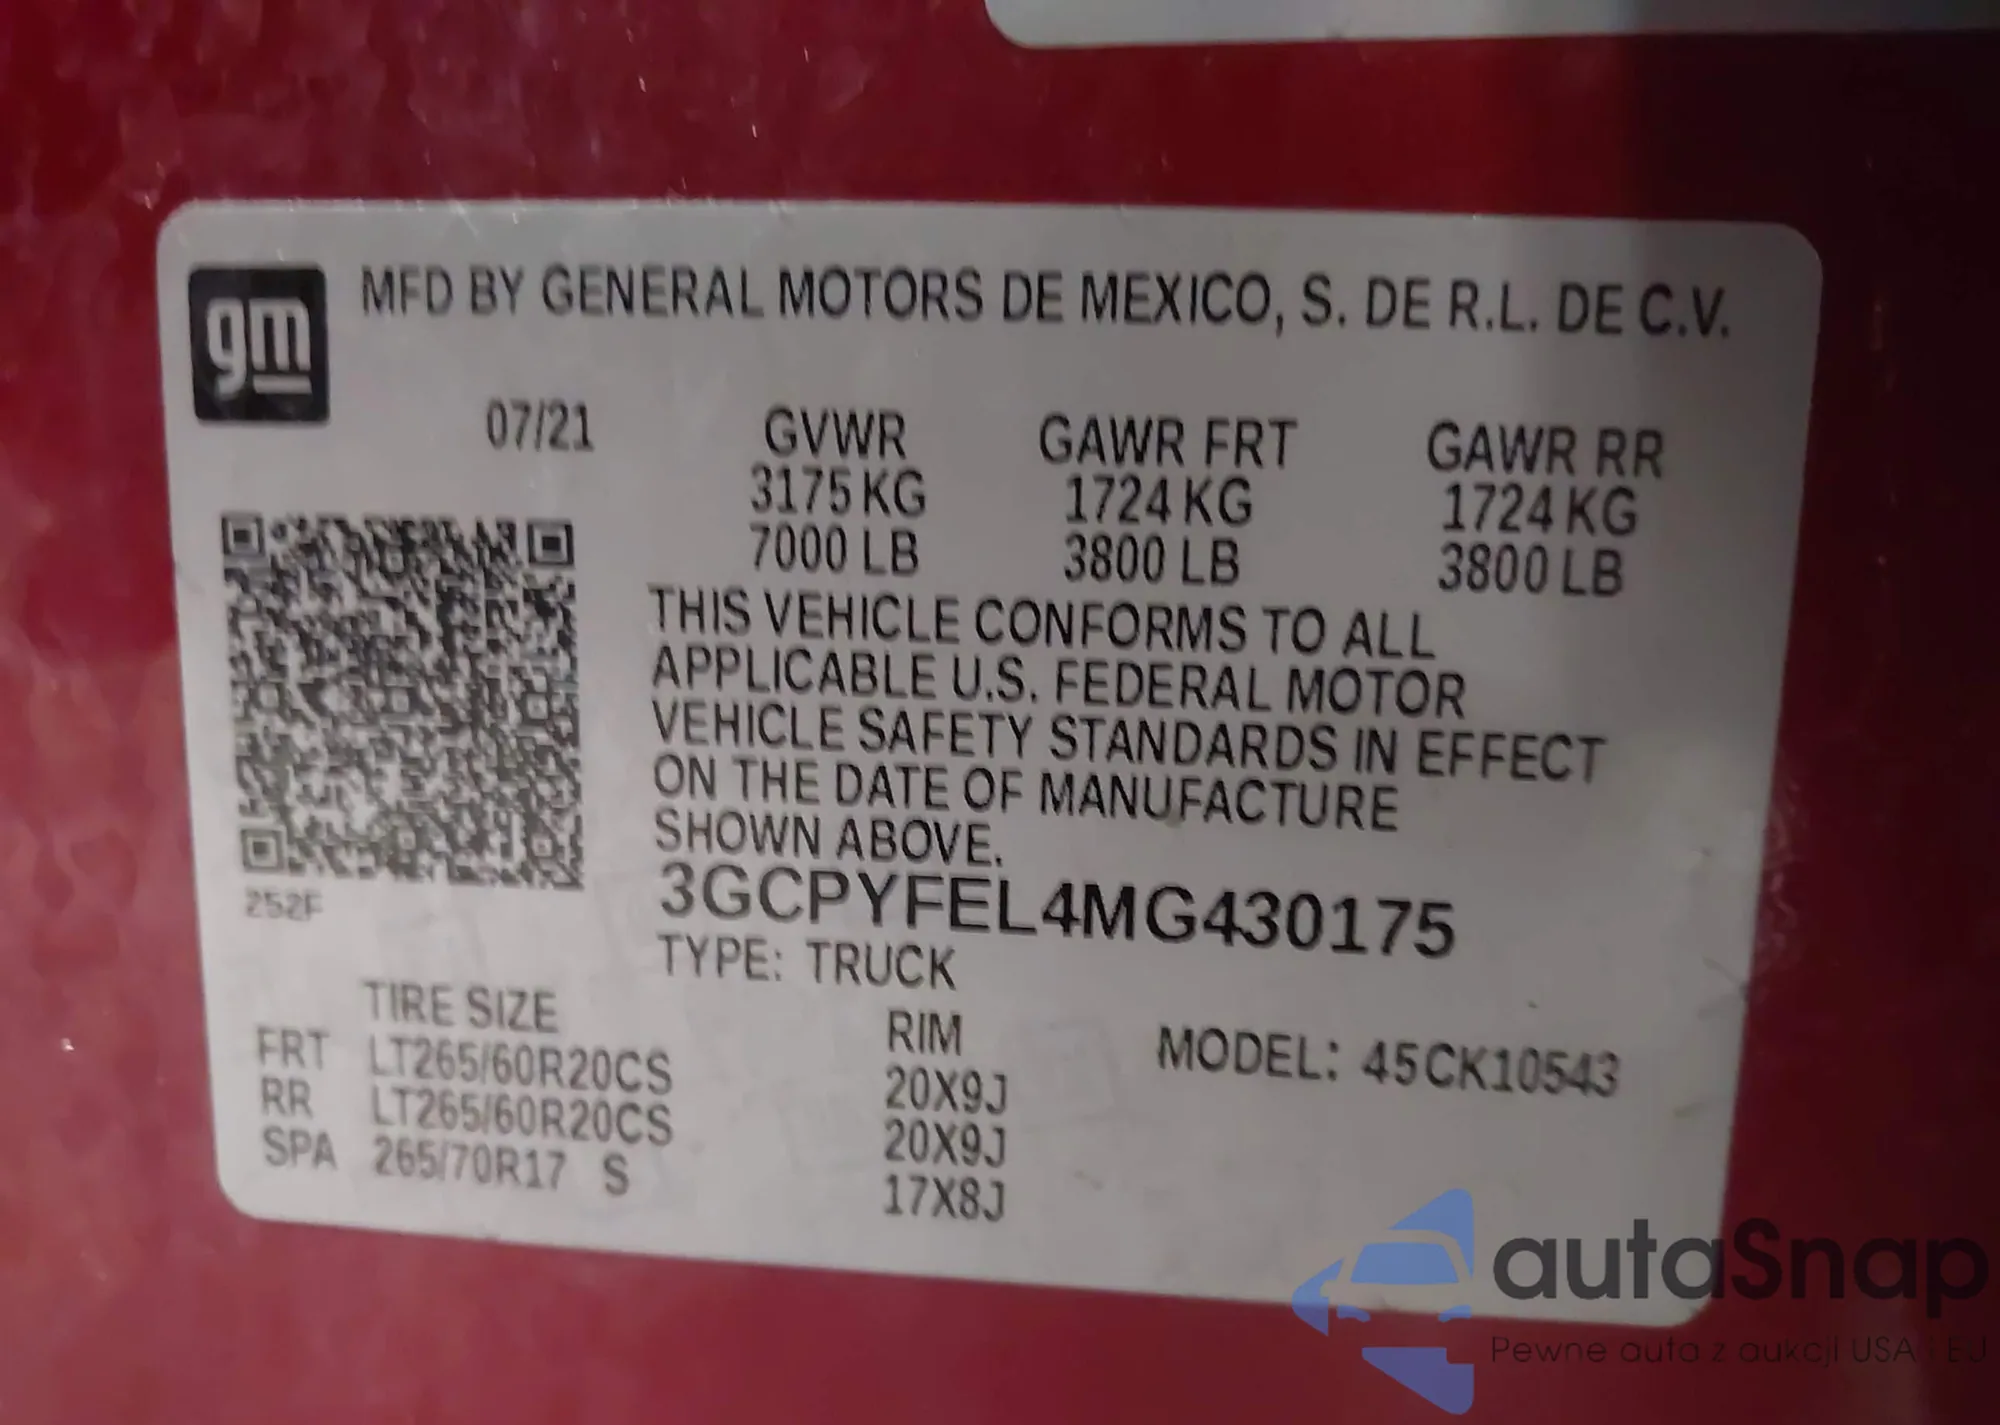 gm
MFD BY GENERAL MOTORS DE MEXICO, S. DE R.L. DE C.V.
07/21
GVWR GAWR FRT GAWR RR
3175 KG 1724 KG 1724 KG
7000 LB 3800 LB 3800 LB
THIS VEHICLE CONFORMS TO ALL
APPLICABLE U.S. FEDERAL MOTOR
VEHICLE SAFETY STANDARDS IN EFFECT
ON THE DATE OF MANUFACTURE
SHOWN ABOVE.
252F
3GCPYFEL4MG430175
TYPE: TRUCK
TIRE SIZE RIM
MODEL: 45CK10543
FRT LT265/60R20CS 20X9J
RR LT265/60R20CS 20X9J
SPA 265/70R17 S 17X8J
autaSnap
Pewne auta z aukcji USA i EU